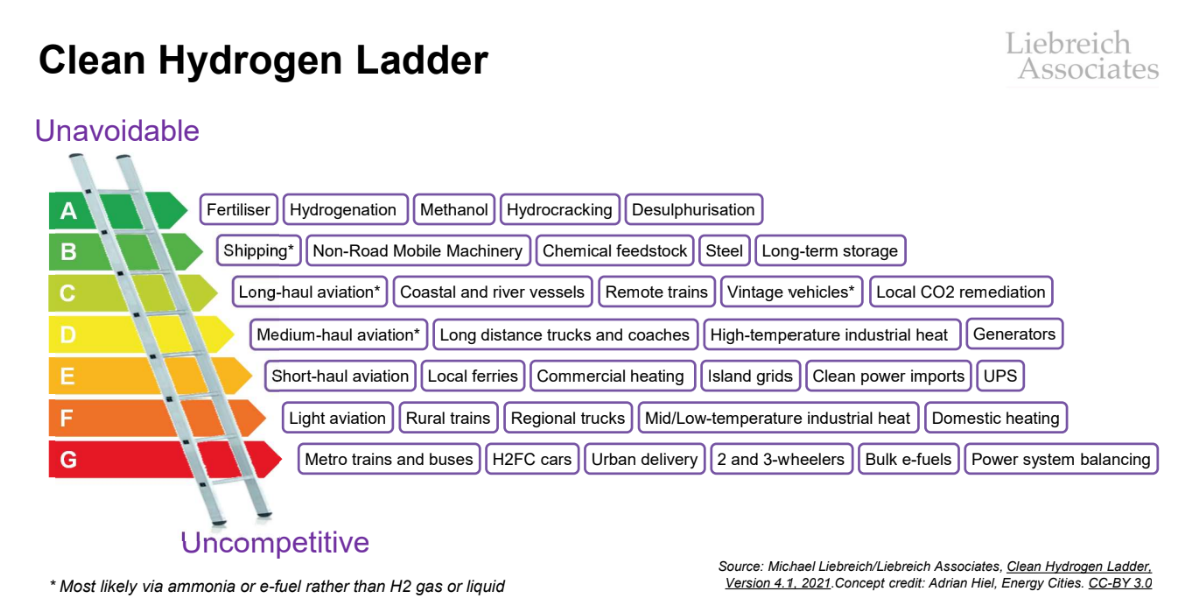 Clean Hydrogen Ladder
Liebreich
Associates
Unavoidable
A Fertiliser Hydrogenation Methanol Hydrocracking Desulphurisation
B Shipping* Non-Road Mobile Machinery Chemical feedstock Steel Long-term storage
C Long-haul aviation* Coastal and river vessels Remote trains Vintage vehicles* Local CO2 remediation
D Medium-haul aviation* Long distance trucks and coaches High-temperature industrial heat Generators
E Short-haul aviation Local ferries Commercial heating Island grids Clean power imports UPS
F Light aviation Rural trains Regional trucks Mid/Low-temperature industrial heat Domestic heating
G Metro trains and buses H2FC cars Urban delivery 2 and 3-wheelers Bulk e-fuels Power system balancing
Uncompetitive
* Most likely via ammonia or e-fuel rather than H2 gas or liquid
Source: Michael Liebreich/Liebreich Associates, Clean Hydrogen Ladder,
Version 4.1, 2021.Concept credit: Adrian Hiel, Energy Cities. CC-BY 3.0